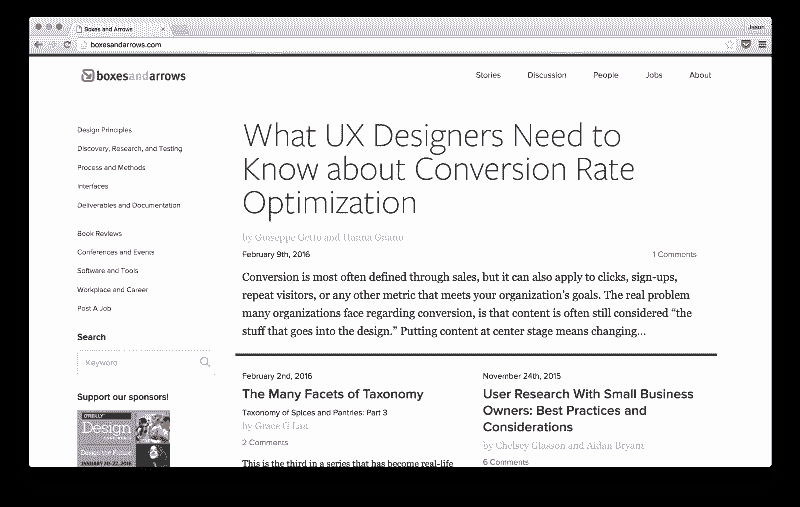 Boxes and Arrows
Jason
boxesandarrows.com
boxesandarrows
Stories Discussion People Jobs About
Design Principles
Discovery, Research, and Testing
Process and Methods
Interfaces
Deliverables and Documentation
Book Reviews
Conferences and Events
Software and Tools
Workplace and Career
Post A Job
Search
Keyword
Support our sponsors!
O'REILLY
Design
Design the Future
JANUARY 20-22, 2016
What UX Designers Need to
Know about Conversion Rate
Optimization
by Guiseppe Getto and
February 9th, 2016
1 Comments
Conversion is most often defined through sales, but it can also apply to clicks, sign-ups,
repeat visitors, or any other metric that meets your organization's goals. The real problem
many organizations face regarding conversion, is that content is often still considered “the
stuff that goes into the design.” Putting content at center stage means changing...
February 2nd, 2016
The Many Facets of Taxonomy
Taxonomy of Spices and Pantries: Part 3
by Grace G Lau
2 Comments
This is the third in a series that has become real-life
November 24th, 2015
User Research With Small Business
Owners: Best Practices and
Considerations
by Chelsey Glasson and Aidan Bryant
6 Comments